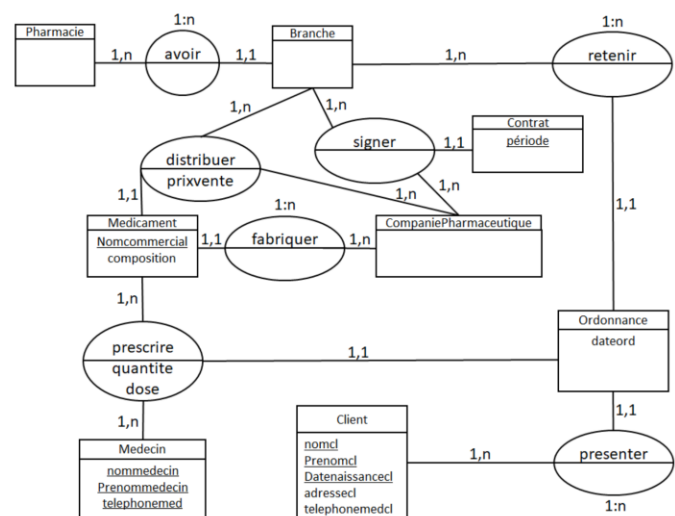 1:n
1:n
Pharmacie
Branche
avoir
1,n
1,1
1,n
retenir
1,n
1,n
Contrat
période
signer
1,1
distribuer
prixvente
1,n
1,n
1,1
1,1
1:n
Medicament
Nomcommercial
composition
1,1
fabriquer
1,n
CompaniePharmaceutique
1,n
Ordonnance
dateord
prescrire
quantite
dose
1,1
1,n
1,1
Client
nomcl
Prenomcl
Datenaissancecl
adressecl
telephonemedcl
Medecin
nommedecin
Prenommedecin
telephonemed
1,n
presenter
1:n